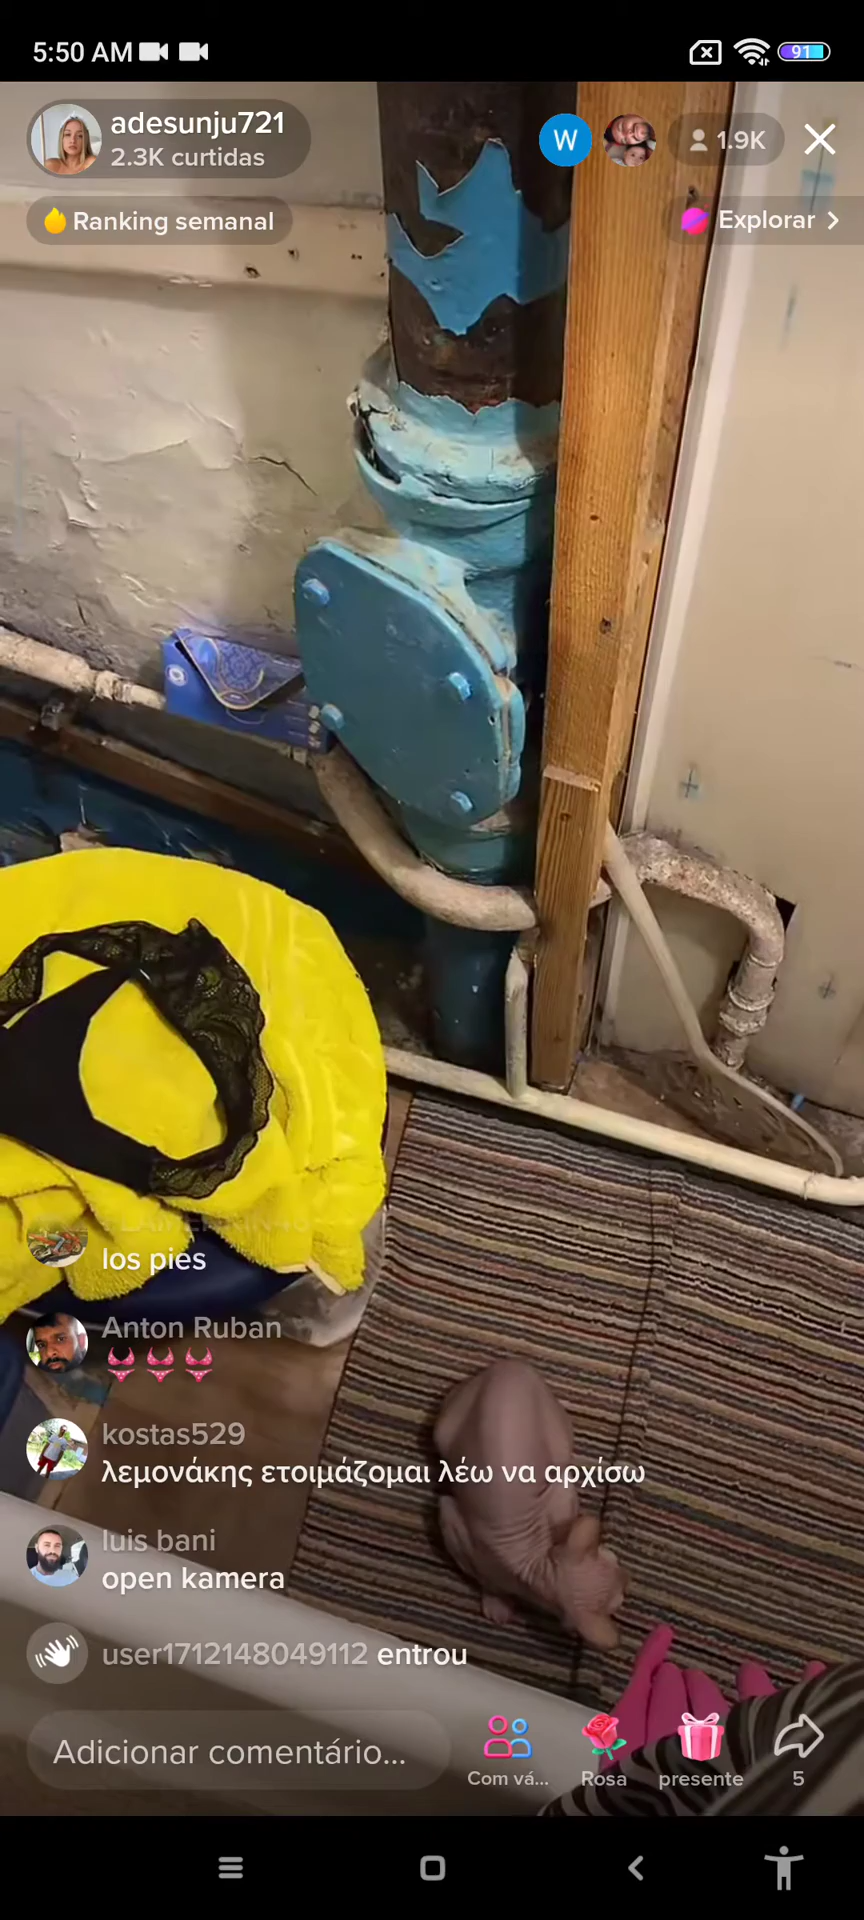 5:50 AM
91
adesunju721
2.3K curtidas
W
1.9K
Ranking semanal
Explorar
los pies
Anton Ruban
👙👙👙
kostas529
λεμονάκης ετοιμάζομαι λέω να αρχίσω
luis bani
open kamera
user1712148049112 entrou
Adicionar comentário...
Com vá...
Rosa
presente
5